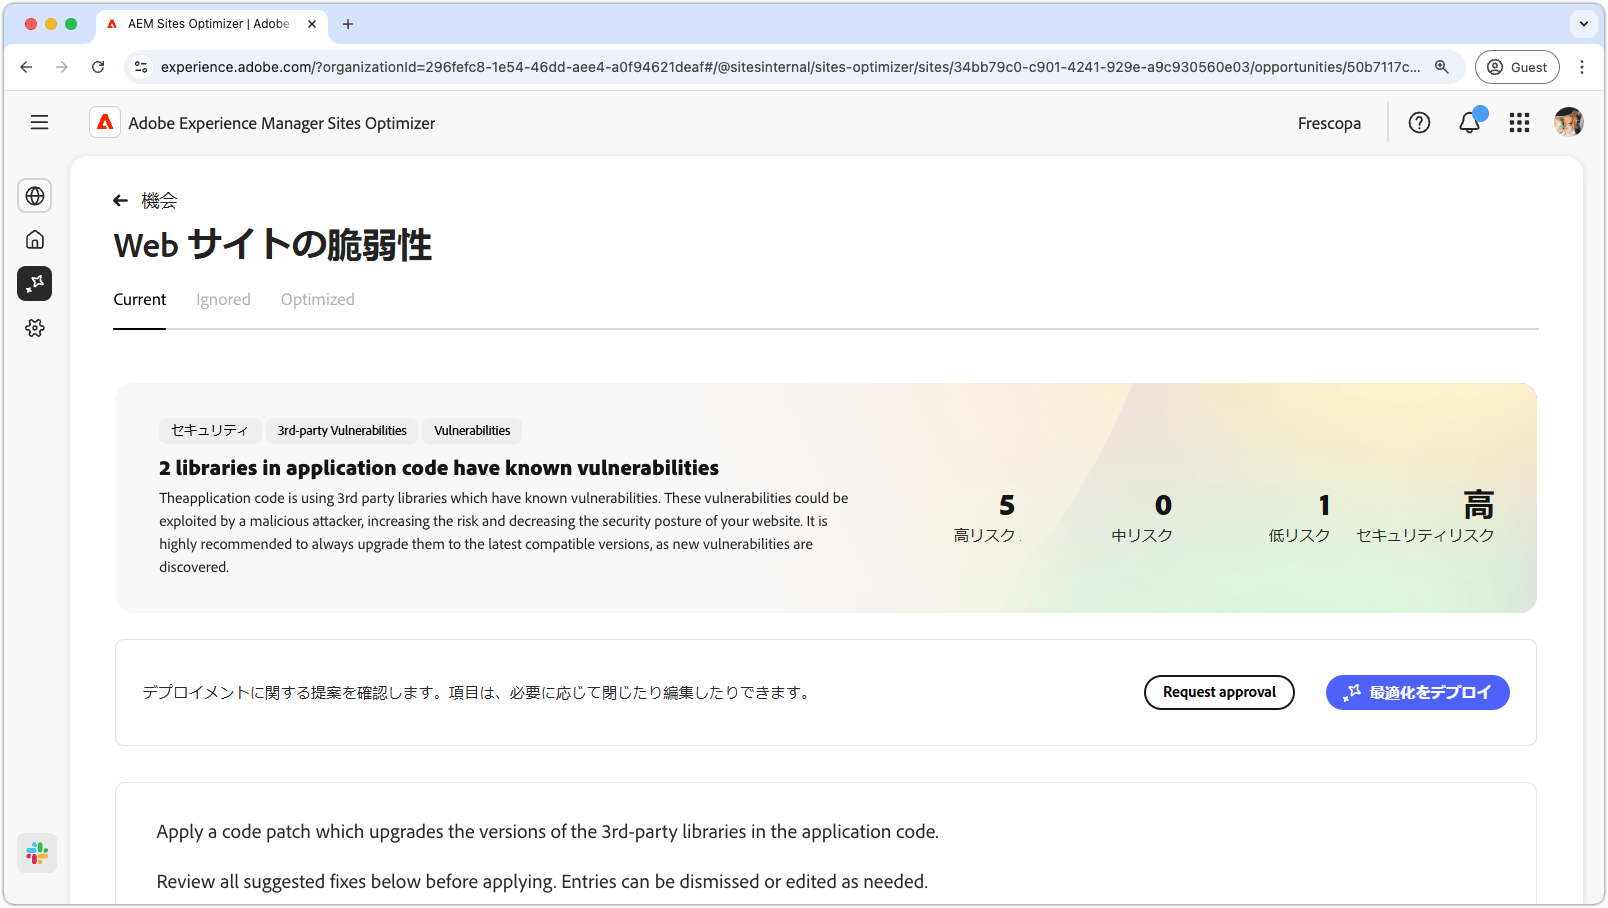 AEM Sites Optimizer | Adobe
experience.adobe.com/?organizationId=296fefc8-1e54-46dd-aee4-a0f94621deaf#/@sitesinternal/sites-optimizer/sites/34bb79c0-c901-4241-929e-a9c930560e03/opportunities/50b7117c...
Guest
Adobe Experience Manager Sites Optimizer
Frescopa
機会
Web サイトの脆弱性
Current Ignored Optimized
セキュリティ 3rd-party Vulnerabilities Vulnerabilities
2 libraries in application code have known vulnerabilities
Theapplication code is using 3rd party libraries which have known vulnerabilities. These vulnerabilities could be
exploited by a malicious attacker, increasing the risk and decreasing the security posture of your website. It is
highly recommended to always upgrade them to the latest compatible versions, as new vulnerabilities are
discovered.
5 0 1 高
高リスク 中リスク 低リスク セキュリティリスク
デプロイメントに関する提案を確認します。項目は、必要に応じて閉じたり編集したりできます。
Request approval
最適化をデプロイ
Apply a code patch which upgrades the versions of the 3rd-party libraries in the application code.
Review all suggested fixes below before applying. Entries can be dismissed or edited as needed.